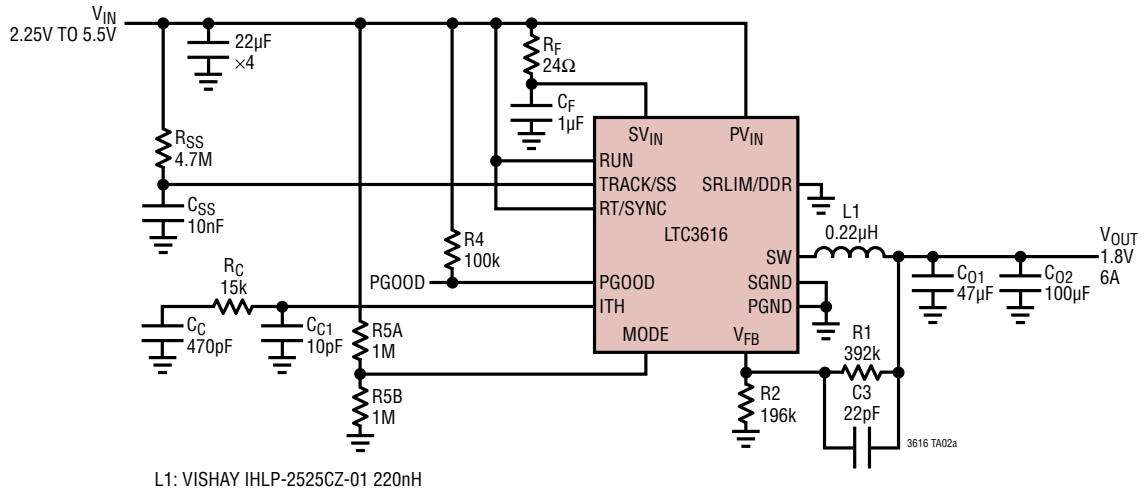 VIN
2.25V TO 5.5V
22µF
×4
RF
24Ω
CF
1µF
RSS
4.7M
CSS
10nF
SVIN
PVIN
RUN
TRACK/SS
RT/SYNC
SRLIM/DDR
LTC3616
L1
0.22µH
SW
VOUT
1.8V
6A
R4
100k
PGOOD
PGOOD
SGND
PGND
CO1
47µF
CO2
100µF
RC
15k
ITH
CC
470pF
CC1
10pF
R5A
1M
MODE
VFB
R1
392k
R5B
1M
R2
196k
C3
22pF
3616 TA02a
L1: VISHAY IHLP-2525CZ-01 220nH